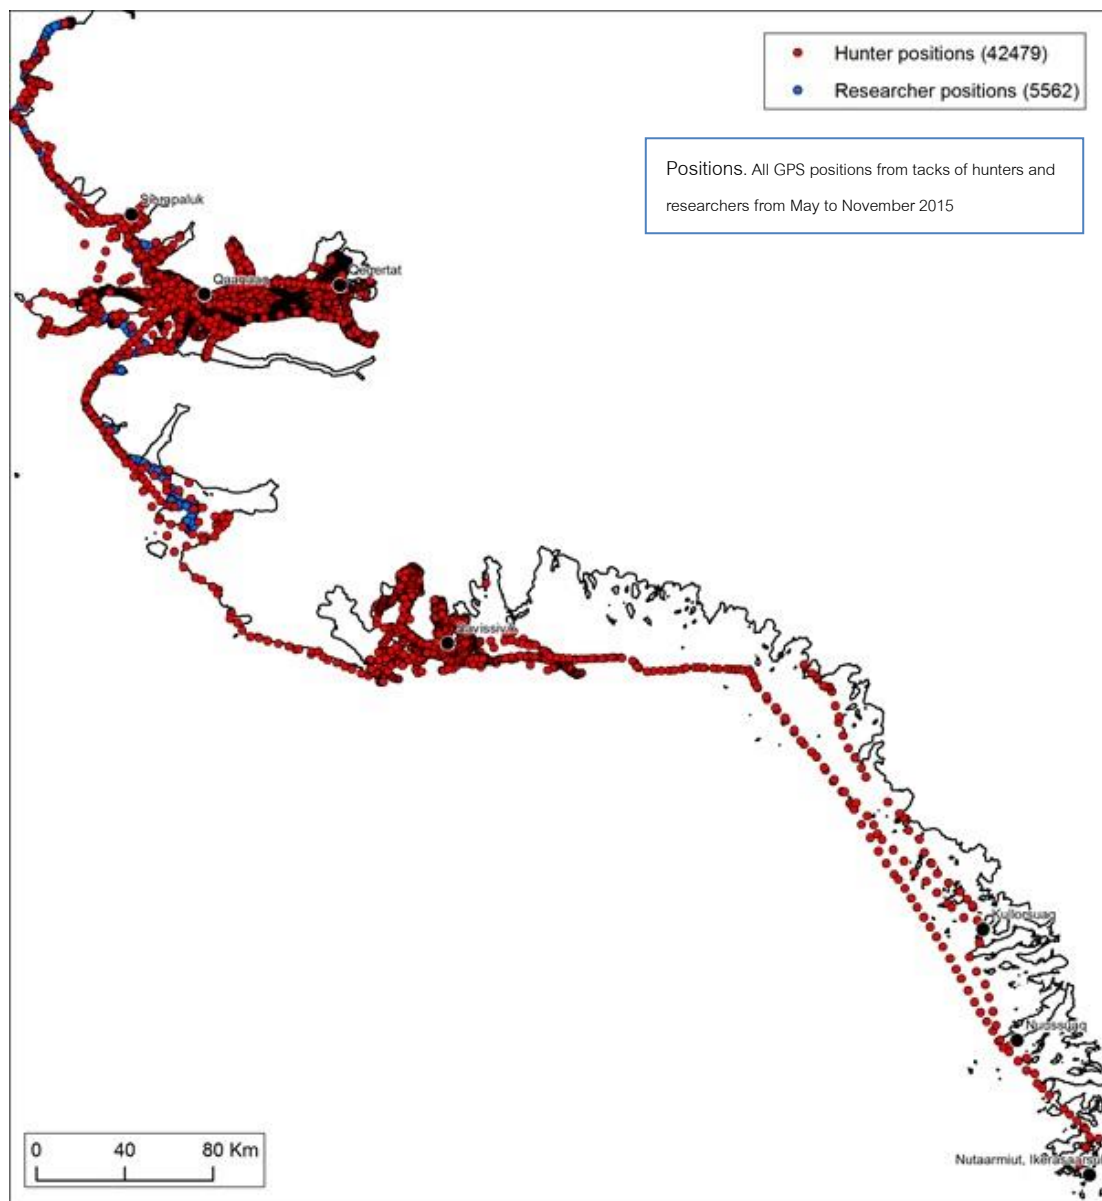 Hunter positions (42479)
Researcher positions (5562)
Positions. All GPS positions from tacks of hunters and
researchers from May to November 2015
Siorapaluk
Qaanaaq
Qeqertat
Savissivik
Kullorsuaq
Nuussuaq
Nutaarmiut, Ikerasaarsuk
0 40 80 Km